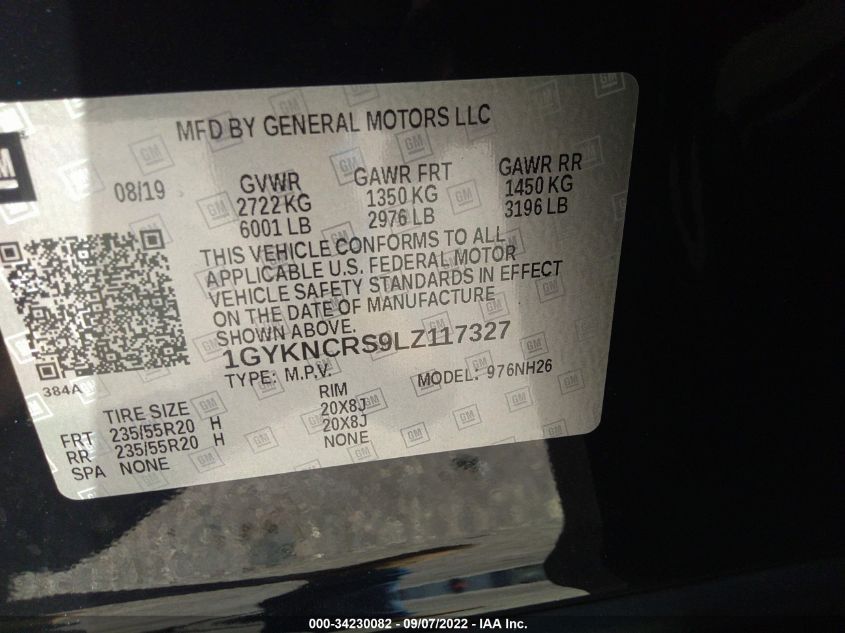 MFD BY GENERAL MOTORS LLC
GM
08/19
GVWR
2722 KG
6001 LB
GAWR FRT
1350 KG
2976 LB
GAWR RR
1450 KG
3196 LB
THIS VEHICLE CONFORMS TO ALL
APPLICABLE U.S. FEDERAL MOTOR
VEHICLE SAFETY STANDARDS IN EFFECT
ON THE DATE OF MANUFACTURE
SHOWN ABOVE.
1GYKNCRS9LZ117327
TYPE: M.P.V.
MODEL: 976NH26
384A
TIRE SIZE
RIM
FRT 235/55R20 H 20X8J
RR 235/55R20 H 20X8J
SPA NONE NONE
000-34230082 - 09/07/2022 - IAA Inc.